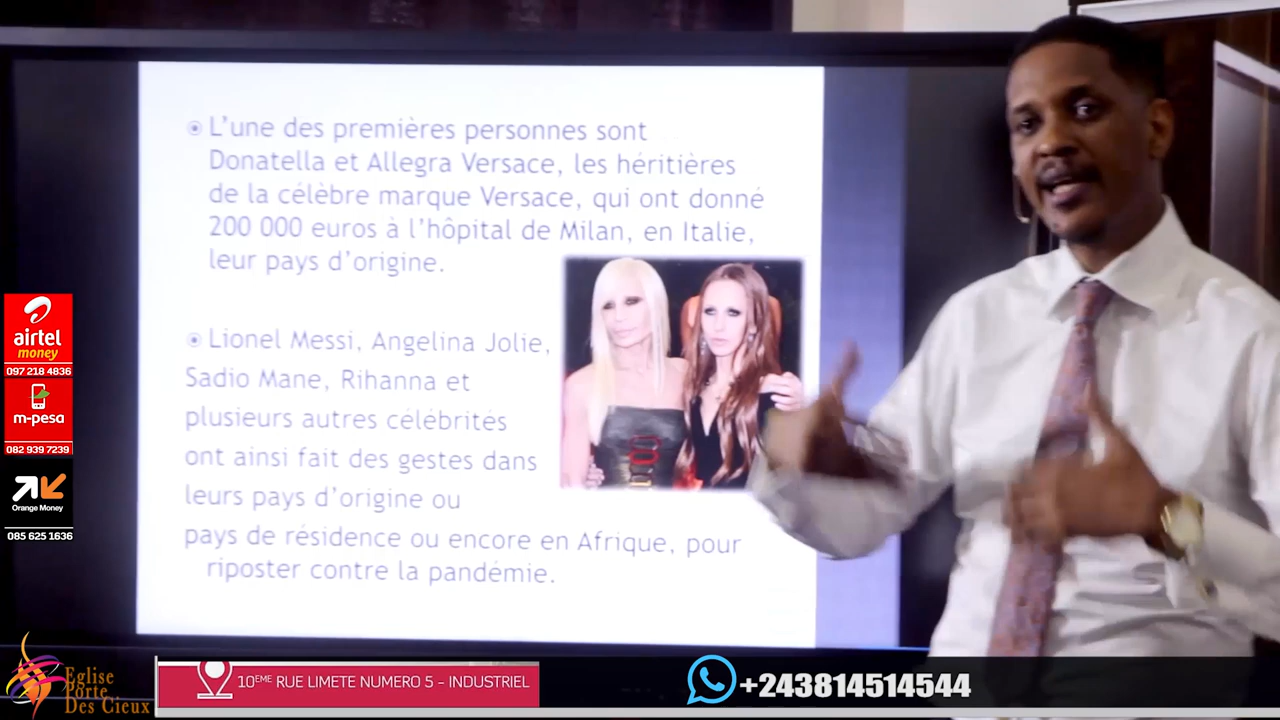 L'une des premières personnes sont
Donatella et Allegra Versace, les héritières
de la célèbre marque Versace, qui ont donné
200 000 euros à l'hôpital de Milan, en Italie,
leur pays d'origine.
Lionel Messi, Angelina Jolie,
Sadio Mane, Rihanna et
plusieurs autres célébrités
ont ainsi fait des gestes dans
leurs pays d'origine ou
pays de résidence ou encore en Afrique, pour
riposter contre la pandémie.
airtel
money
097 218 4836
m-pesa
082 939 7239
Orange Money
085 625 1636
Eglise
Porte
Des Cieux
10EME RUE LIMETE NUMERO 5 - INDUSTRIEL
+243814514544